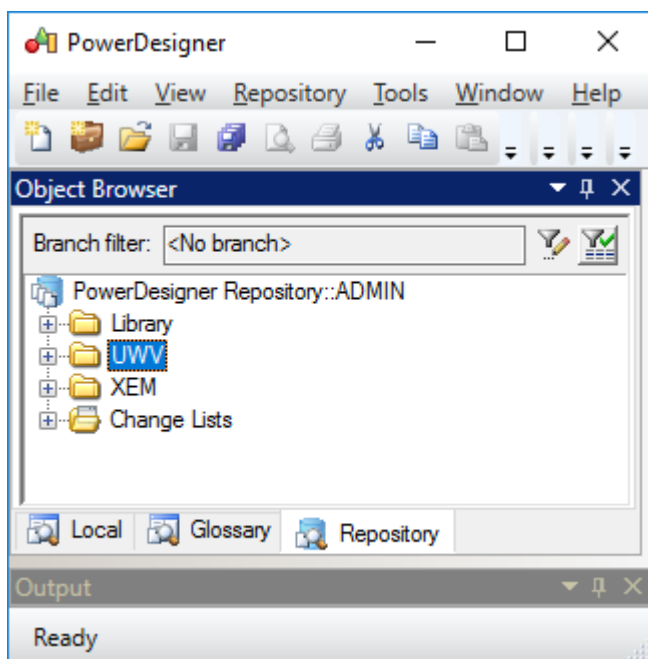 PowerDesigner
File Edit View Repository Tools Window Help
Object Browser
Branch filter: <No branch>
PowerDesigner Repository::ADMIN
Library
UWV
XEM
Change Lists
Local Glossary Repository
Output
Ready